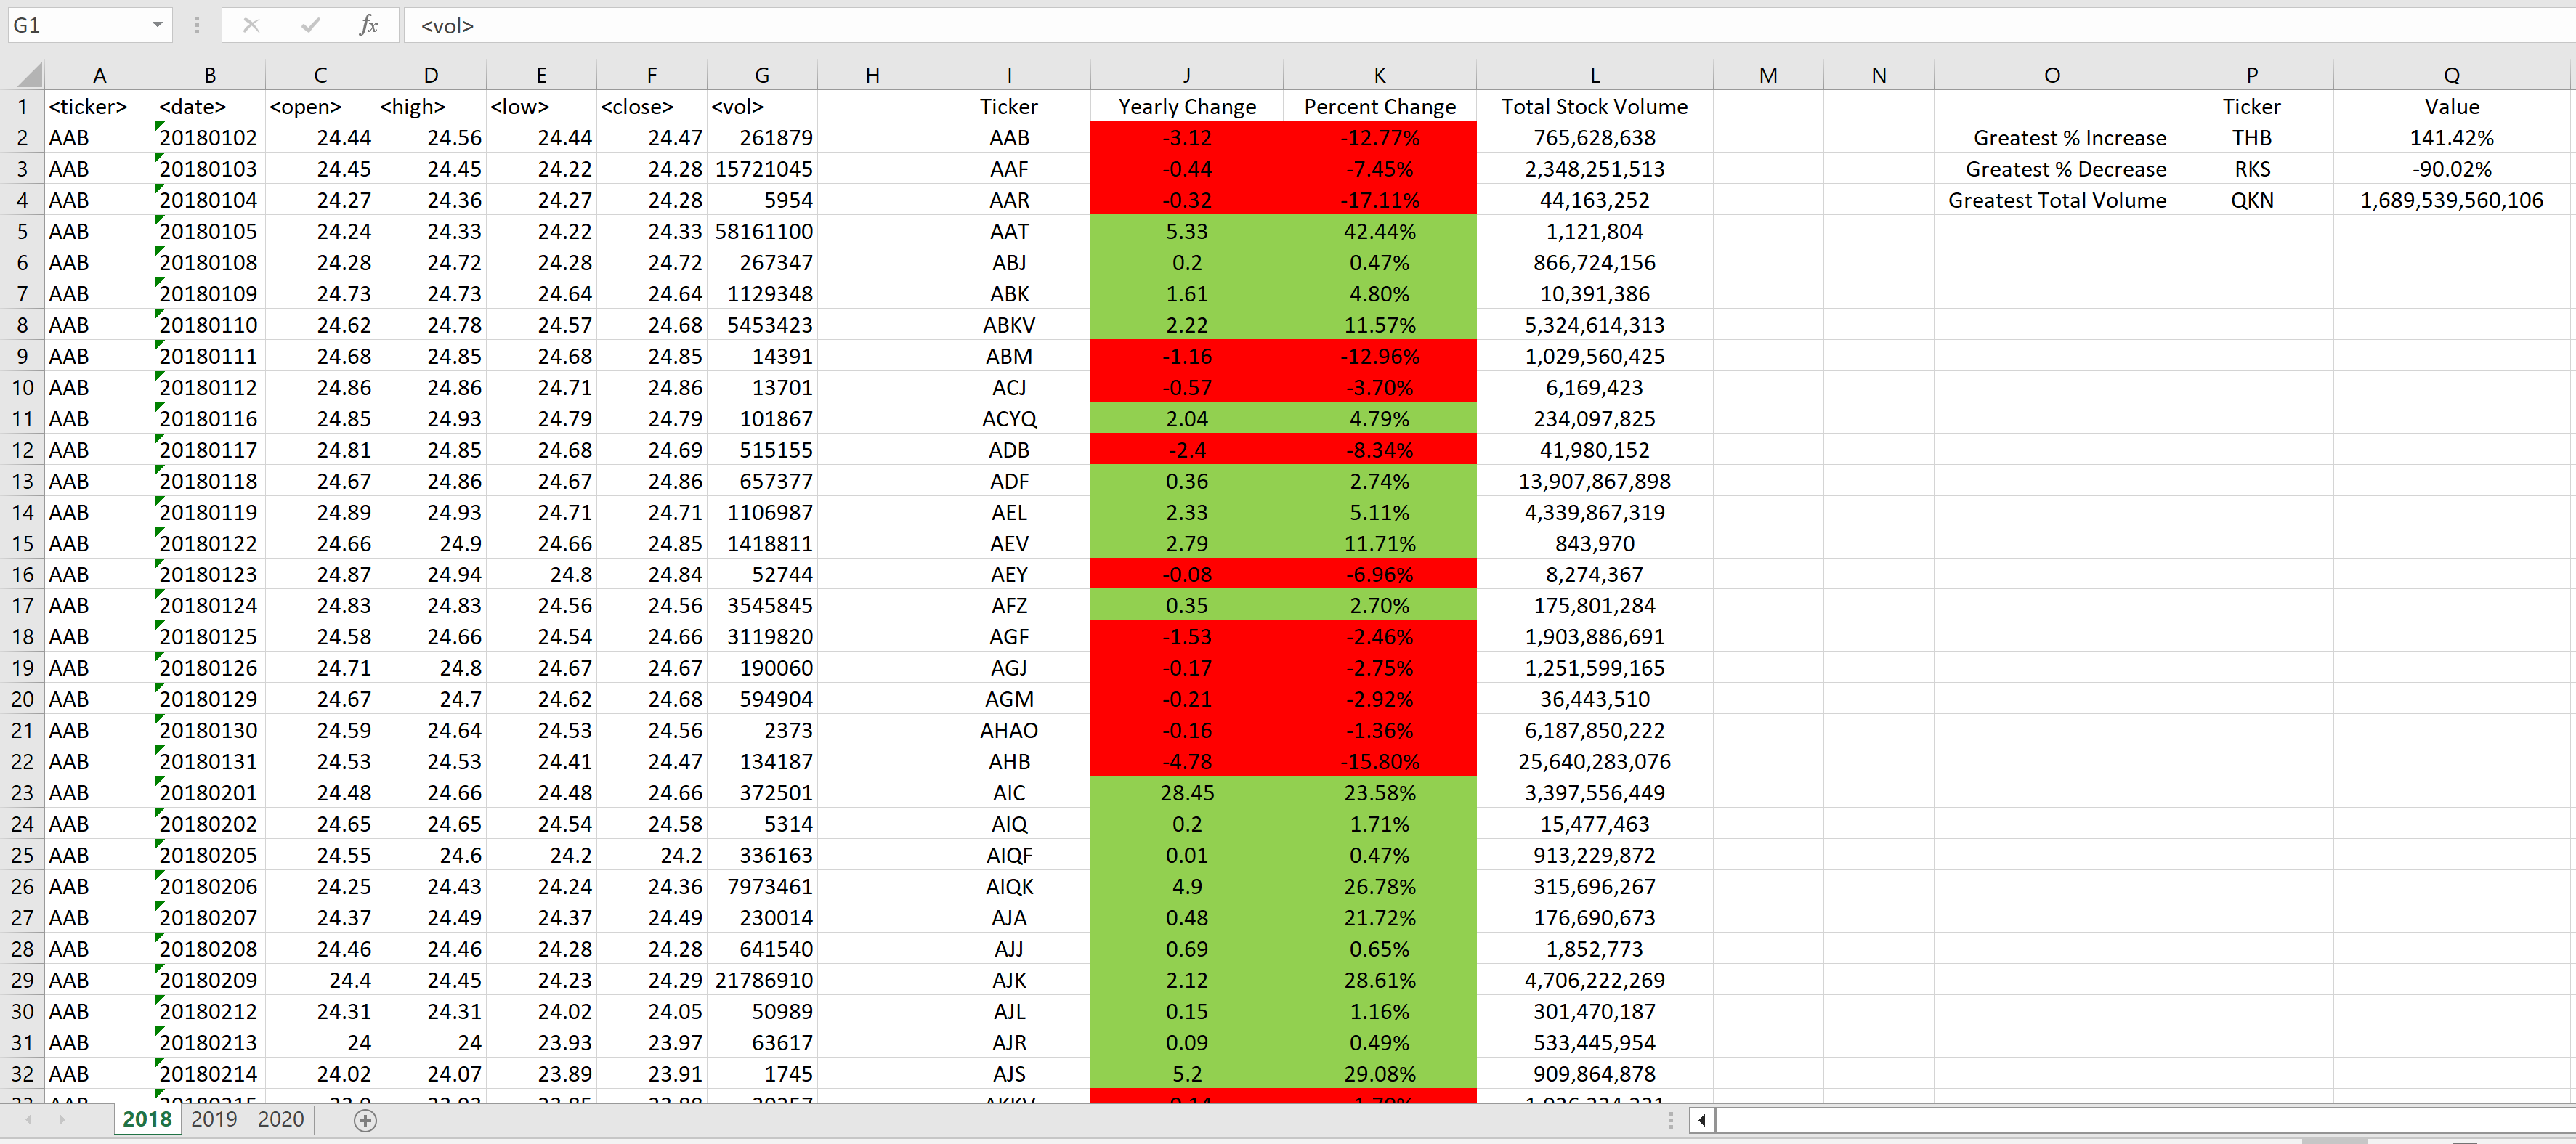 G1 fx <vol>
A B C D E F G H I J K L M N O P Q
1 <ticker> <date> <open> <high> <low> <close> <vol> Ticker Yearly Change Percent Change Total Stock Volume Ticker Value
2 AAB 20180102 24.44 24.56 24.44 24.47 261879 AAB -3.12 -12.77% 765,628,638 Greatest % Increase THB 141.42%
3 AAB 20180103 24.45 24.45 24.22 24.28 15721045 AAF -0.44 -7.45% 2,348,251,513 Greatest % Decrease RKS -90.02%
4 AAB 20180104 24.27 24.36 24.27 24.28 5954 AAR -0.32 -17.11% 44,163,252 Greatest Total Volume QKN 1,689,539,560,106
5 AAB 20180105 24.24 24.33 24.22 24.33 58161100 AAT 5.33 42.44% 1,121,804
6 AAB 20180108 24.28 24.72 24.28 24.72 267347 ABJ 0.2 0.47% 866,724,156
7 AAB 20180109 24.73 24.73 24.64 24.64 1129348 ABK 1.61 4.80% 10,391,386
8 AAB 20180110 24.62 24.78 24.57 24.68 5453423 ABKV 2.22 11.57% 5,324,614,313
9 AAB 20180111 24.68 24.85 24.68 24.85 14391 ABM -1.16 -12.96% 1,029,560,425
10 AAB 20180112 24.86 24.86 24.71 24.86 13701 ACJ -0.57 -3.70% 6,169,423
11 AAB 20180116 24.85 24.93 24.79 24.79 101867 ACYQ 2.04 4.79% 234,097,825
12 AAB 20180117 24.81 24.85 24.68 24.69 515155 ADB -2.4 -8.34% 41,980,152
13 AAB 20180118 24.67 24.86 24.67 24.86 657377 ADF 0.36 2.74% 13,907,867,898
14 AAB 20180119 24.89 24.93 24.71 24.71 1106987 AEL 2.33 5.11% 4,339,867,319
15 AAB 20180122 24.66 24.9 24.66 24.85 1418811 AEV 2.79 11.71% 843,970
16 AAB 20180123 24.87 24.94 24.8 24.84 52744 AEY -0.08 -6.96% 8,274,367
17 AAB 20180124 24.83 24.83 24.56 24.56 3545845 AFZ 0.35 2.70% 175,801,284
18 AAB 20180125 24.58 24.66 24.54 24.66 3119820 AGF -1.53 -2.46% 1,903,886,691
19 AAB 20180126 24.71 24.8 24.67 24.67 190060 AGJ -0.17 -2.75% 1,251,599,165
20 AAB 20180129 24.67 24.7 24.62 24.68 594904 AGM -0.21 -2.92% 36,443,510
21 AAB 20180130 24.59 24.64 24.53 24.56 2373 AHAO -0.16 -1.36% 6,187,850,222
22 AAB 20180131 24.53 24.53 24.41 24.47 134187 AHB -4.78 -15.80% 25,640,283,076
23 AAB 20180201 24.48 24.66 24.48 24.66 372501 AIC 28.45 23.58% 3,397,556,449
24 AAB 20180202 24.65 24.65 24.54 24.58 5314 AIQ 0.2 1.71% 15,477,463
25 AAB 20180205 24.55 24.6 24.2 24.2 336163 AIQF 0.01 0.47% 913,229,872
26 AAB 20180206 24.25 24.43 24.24 24.36 7973461 AIQK 4.9 26.78% 315,696,267
27 AAB 20180207 24.37 24.49 24.37 24.49 230014 AJA 0.48 21.72% 176,690,673
28 AAB 20180208 24.46 24.46 24.28 24.28 641540 AJJ 0.69 0.65% 1,852,773
29 AAB 20180209 24.4 24.45 24.23 24.29 21786910 AJK 2.12 28.61% 4,706,222,269
30 AAB 20180212 24.31 24.31 24.02 24.05 50989 AJL 0.15 1.16% 301,470,187
31 AAB 20180213 24 24 23.93 23.97 63617 AJR 0.09 0.49% 533,445,954
32 AAB 20180214 24.02 24.07 23.89 23.91 1745 AJS 5.2 29.08% 909,864,878
2018 2019 2020